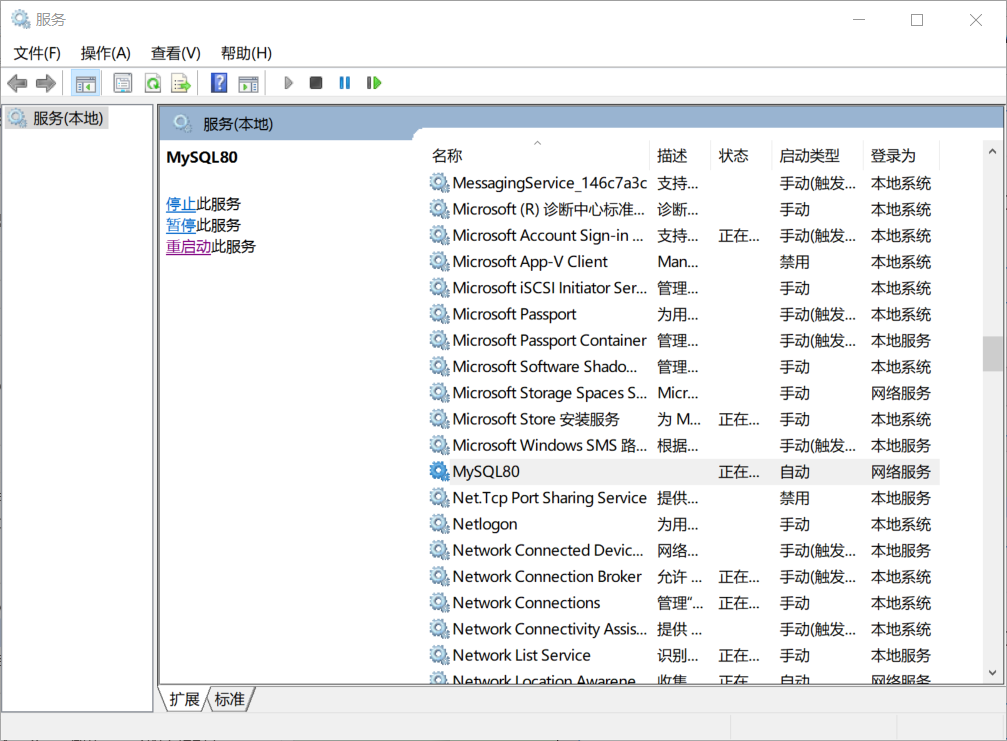 服务
文件(F) 操作(A) 查看(V) 帮助(H)
服务(本地)
服务(本地)
MySQL80
停止此服务
暂停此服务
重启动此服务
名称 描述 状态 启动类型 登录为
MessagingService_146c7a3c 支持... 手动(触发... 本地系统
Microsoft (R) 诊断中心标准... 诊断... 手动 本地系统
Microsoft Account Sign-in ... 支持... 正在... 手动(触发... 本地系统
Microsoft App-V Client Man... 禁用 本地系统
Microsoft iSCSI Initiator Ser... 管理... 手动 本地系统
Microsoft Passport 为用... 手动(触发... 本地系统
Microsoft Passport Container 管理... 手动(触发... 本地服务
Microsoft Software Shado... 管理... 手动 本地系统
Microsoft Storage Spaces S... Micr... 手动 网络服务
Microsoft Store 安装服务 为 M... 正在... 手动 本地系统
Microsoft Windows SMS 路... 根据... 手动(触发... 本地服务
MySQL80 正在... 自动 网络服务
Net.Tcp Port Sharing Service 提供... 禁用 本地服务
Netlogon 为用... 手动 本地系统
Network Connected Devic... 网络... 手动(触发... 本地服务
Network Connection Broker 允许 ... 正在... 手动(触发... 本地系统
Network Connections 管理“... 正在... 手动 本地系统
Network Connectivity Assis... 提供 ... 手动(触发... 本地系统
Network List Service 识别... 正在... 手动 本地服务
Network Location Awarene... 收集... 正在... 自动 网络服务
扩展 标准